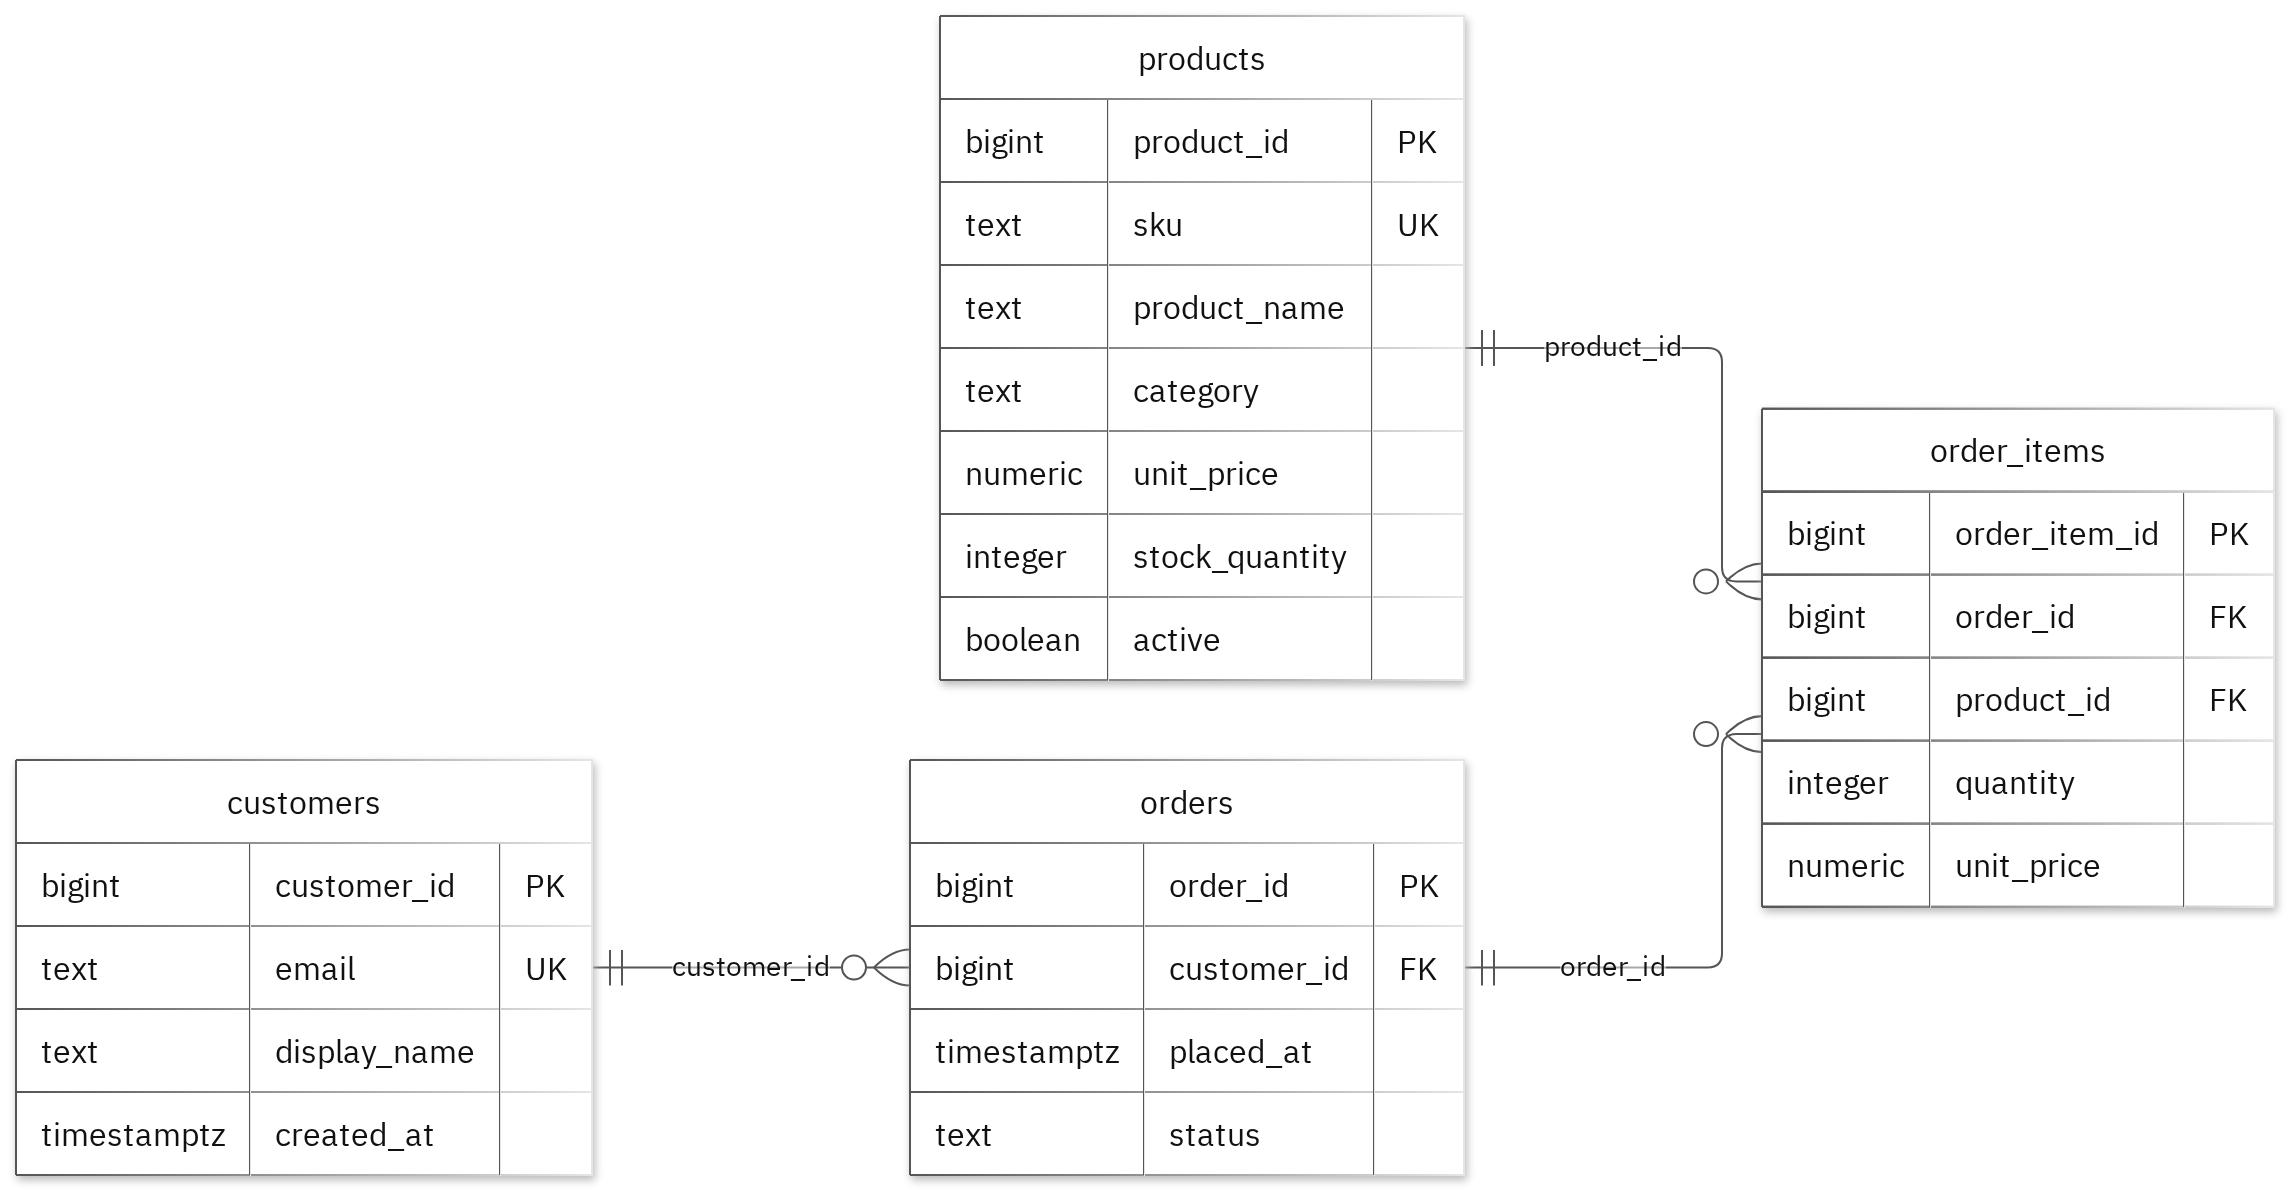 products
bigint product_id PK
text sku UK
text product_name
text category
numeric unit_price
integer stock_quantity
boolean active
product_id
order_items
bigint order_item_id PK
bigint order_id FK
bigint product_id FK
integer quantity
numeric unit_price
customers
bigint customer_id PK
text email UK
text display_name
timestamptz created_at
customer_id
orders
bigint order_id PK
bigint customer_id FK
timestamptz placed_at
text status
order_id